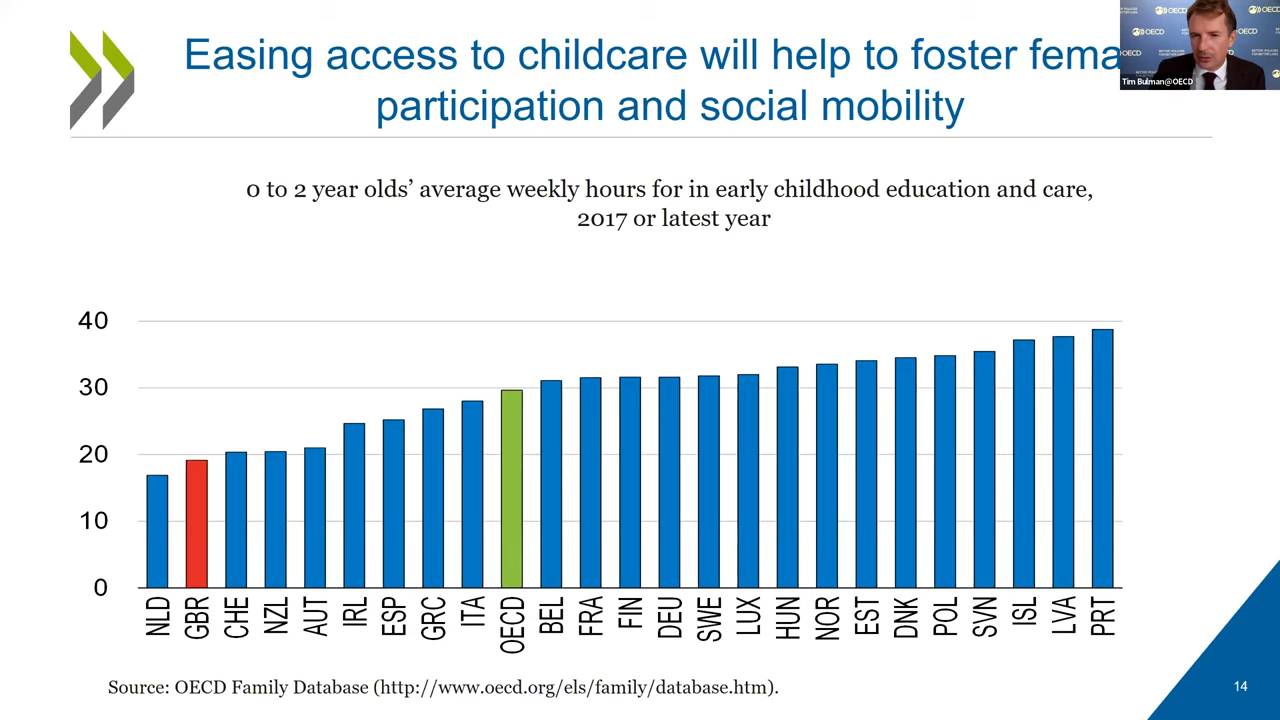 Easing access to childcare will help to foster fema
participation and social mobility
OECD
OECD
OECD
Tim Bulman@OECD
0 to 2 year olds’ average weekly hours for in early childhood education and care,
2017 or latest year
40
30
20
10
0
NLD GBR CHE NZL AUT IRL ESP GRC ITA OECD BEL FRA FIN DEU SWE LUX HUN NOR EST DNK POL SVN ISL LVA PRT
Source: OECD Family Database (http://www.oecd.org/els/family/database.htm).
14